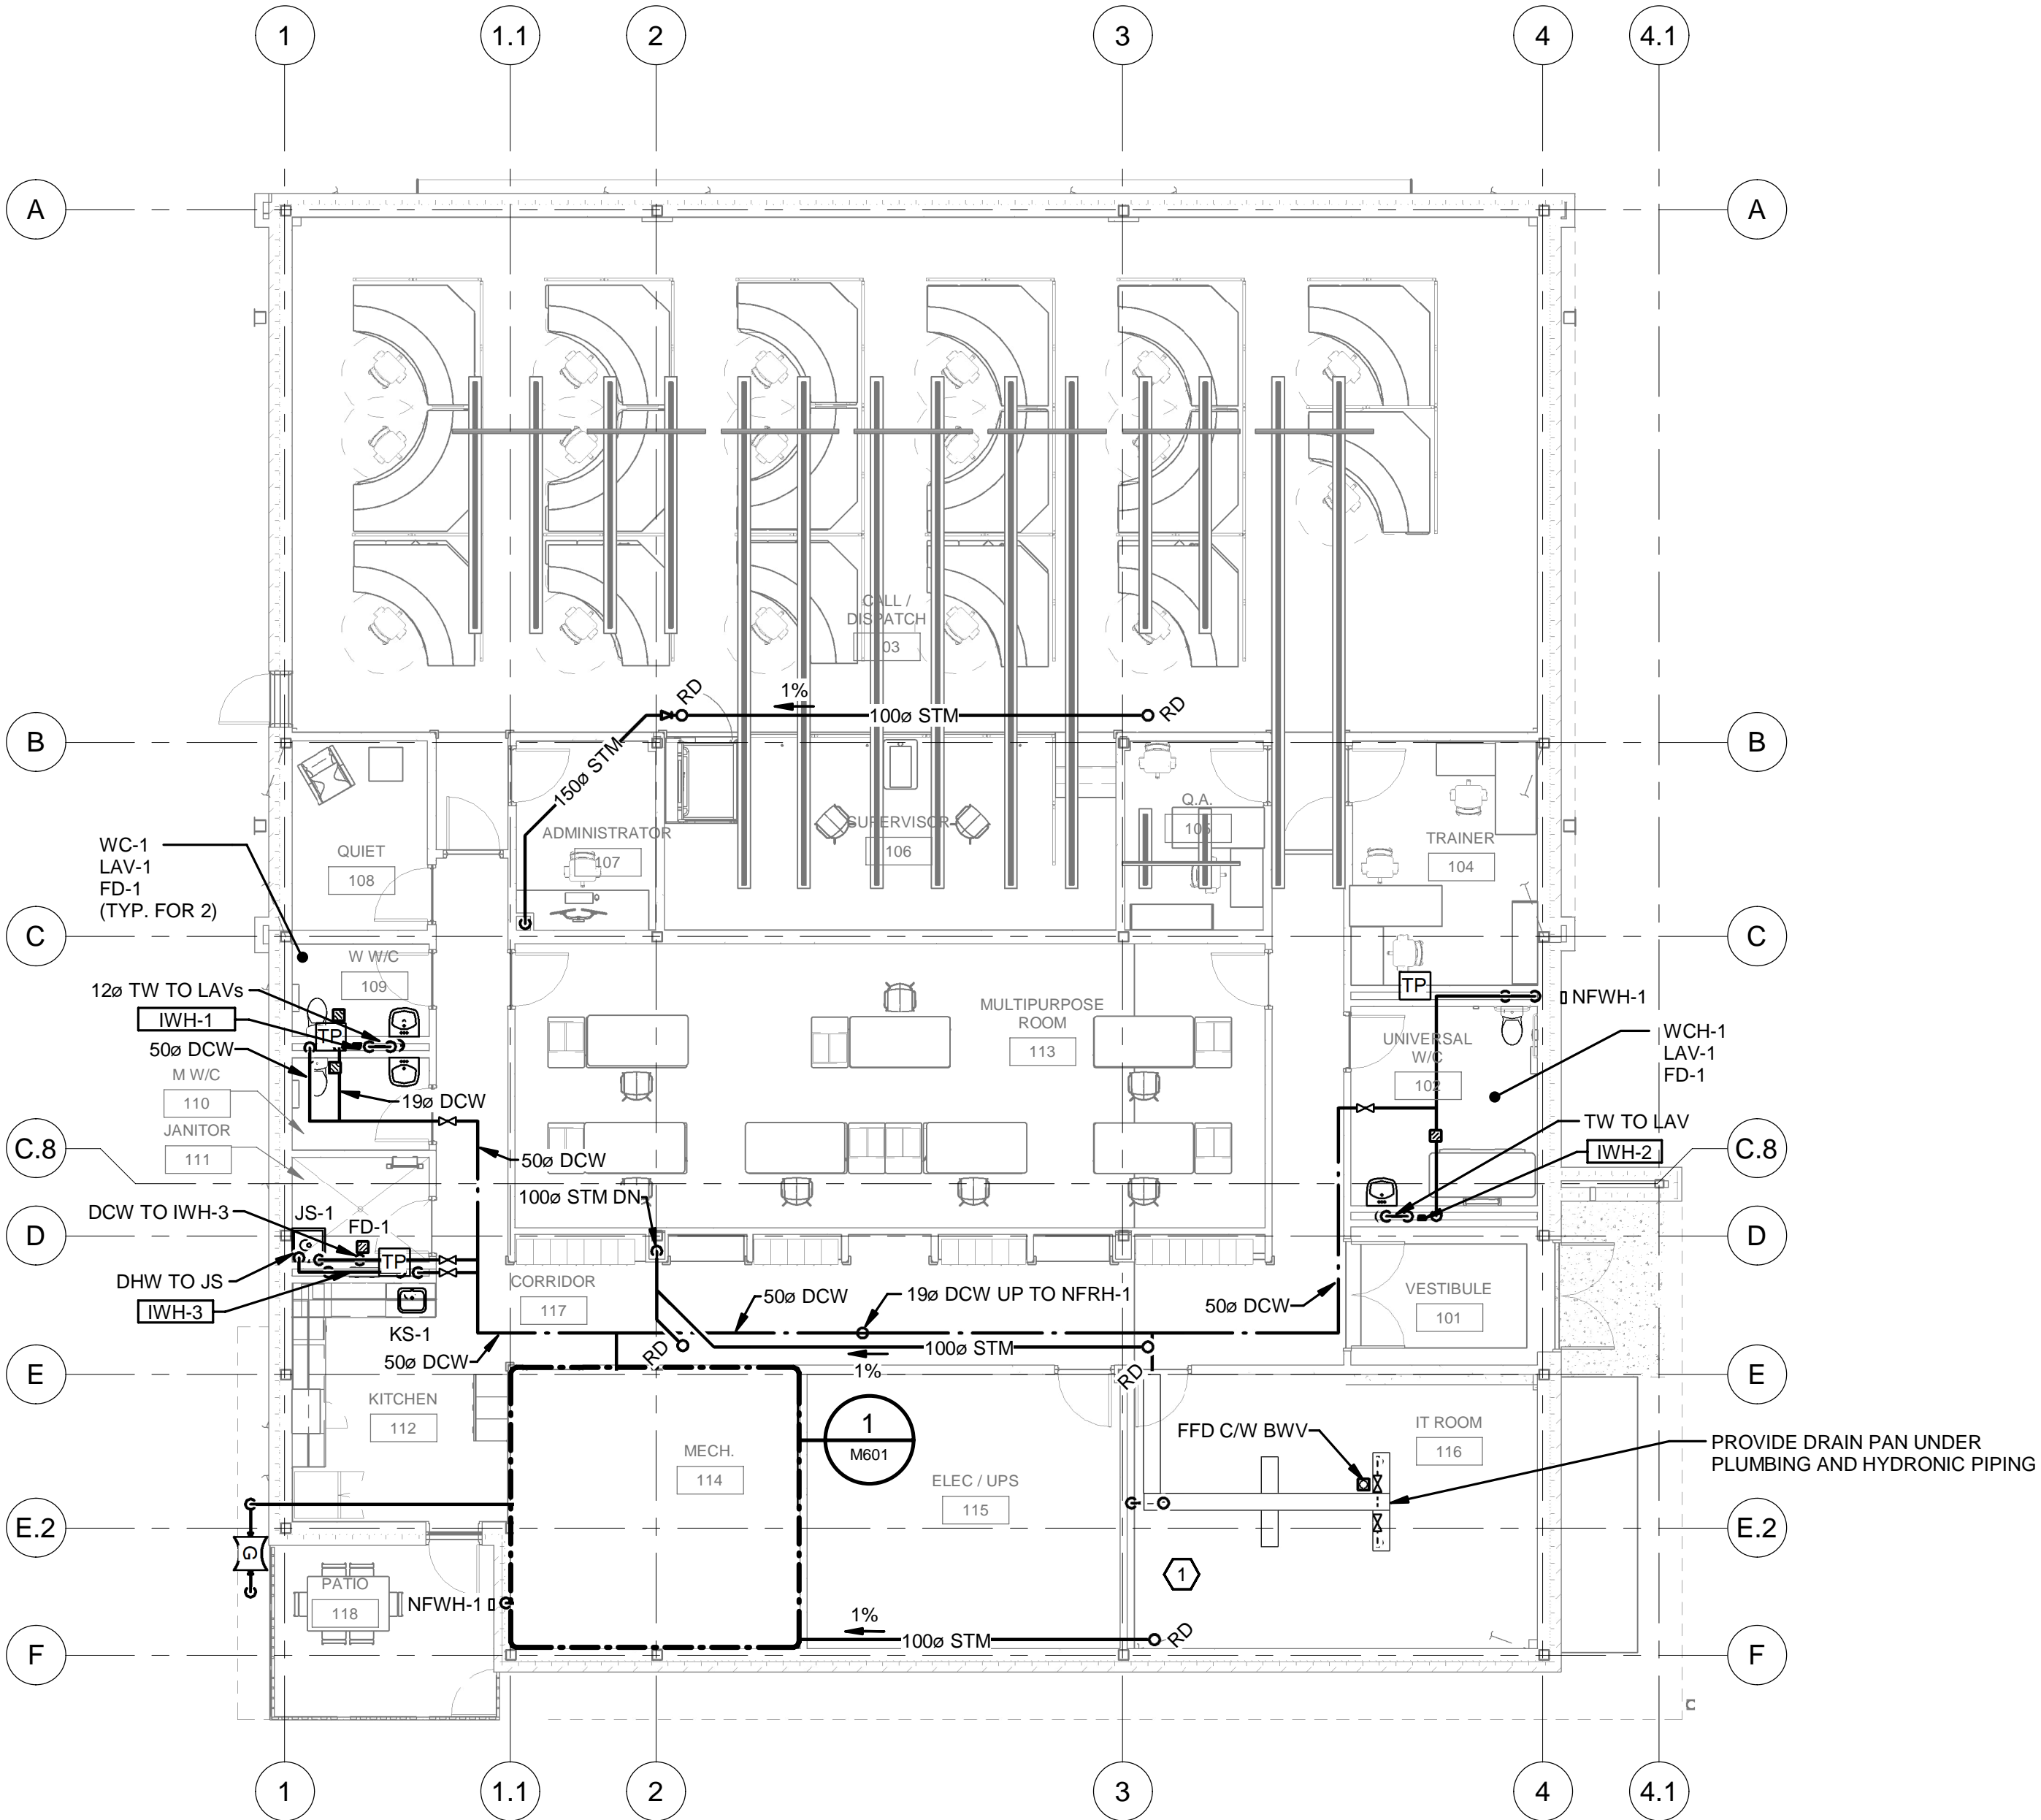 1
1.1
2
3
4
4.1
A
A
CALL /
DISPATCH
03
RD
1%
100ø STM
RD
B
B
150ø STM
WC-1
LAV-1
FD-1
(TYP. FOR 2)
QUIET
108
ADMINISTRATOR
107
SUPERVISOR
106
Q.A.
105
TRAINER
104
C
C
W W/C
109
12ø TW TO LAVs
IWH-1
TP
50ø DCW
M W/C
110
19ø DCW
JANITOR
111
MULTIPURPOSE
ROOM
113
TP
NFWH-1
UNIVERSAL
W/C
102
WCH-1
LAV-1
FD-1
TW TO LAV
IWH-2
C.8
C.8
50ø DCW
100ø STM DN
DCW TO IWH-3
JS-1
FD-1
D
D
TP
DHW TO JS
IWH-3
CORRIDOR
117
50ø DCW
19ø DCW UP TO NFRH-1
50ø DCW
VESTIBULE
101
KS-1
50ø DCW
RD
100ø STM
1%
RD
E
E
KITCHEN
112
MECH.
114
1
M601
ELEC / UPS
115
FFD C/W BWV
IT ROOM
116
PROVIDE DRAIN PAN UNDER
PLUMBING AND HYDRONIC PIPING
E.2
E.2
G
1
PATIO
118
NFWH-1
1%
100ø STM
RD
F
F
1
1.1
2
3
4
4.1